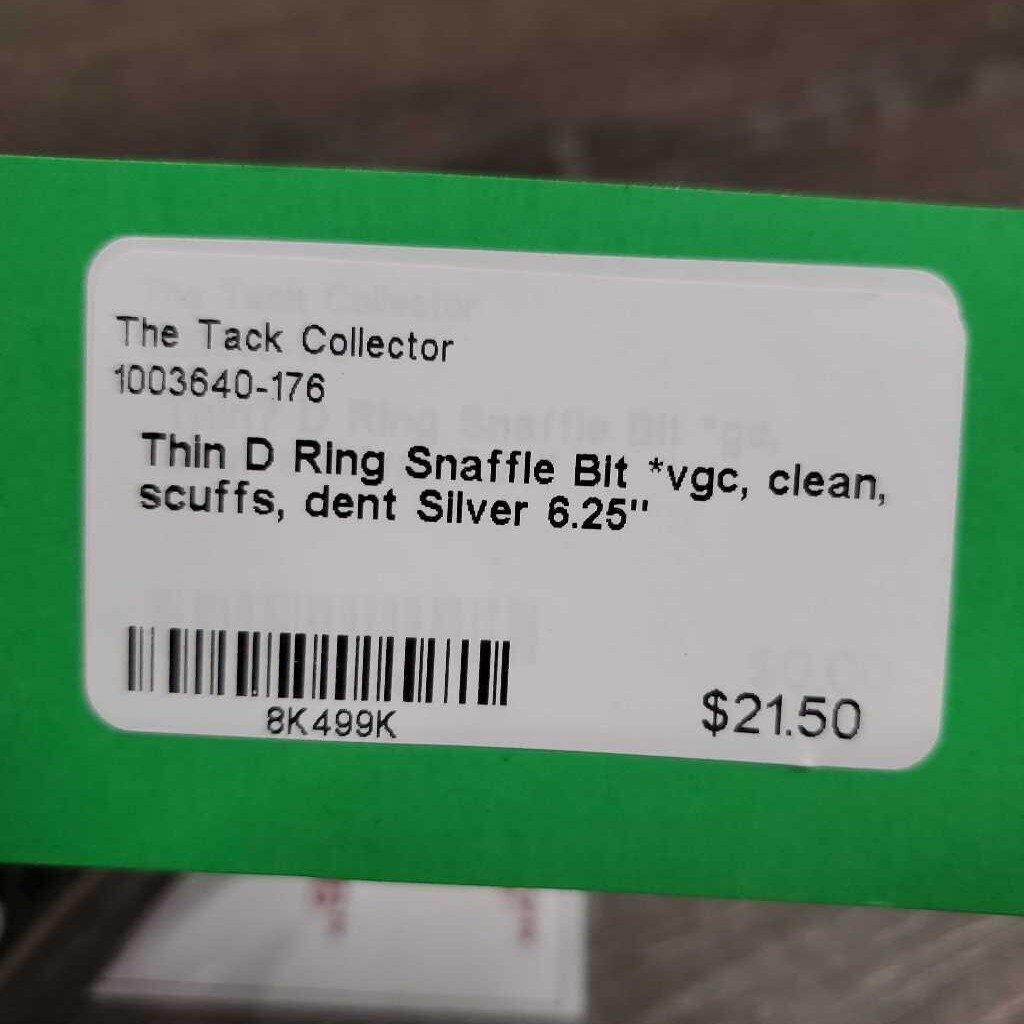 The Tack Collector
1003640-176
Thin D Ring Snaffle Bit *vgc, clean,
scuffs, dent Silver 6.25"
8K499K
$21.50